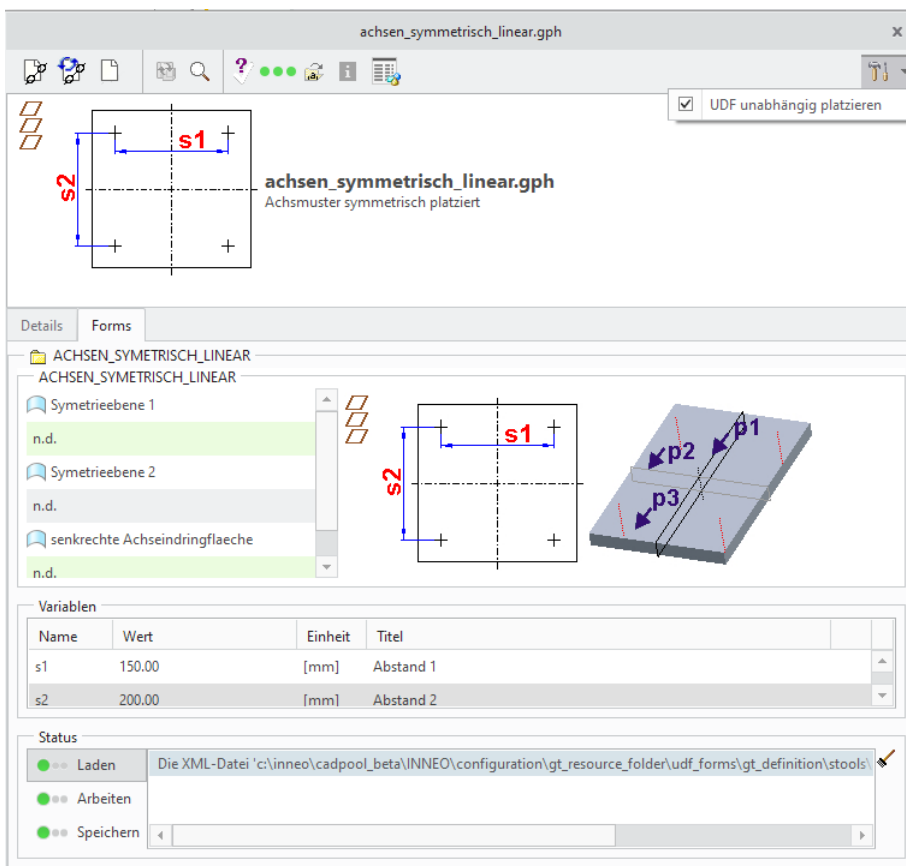 achsen_symmetrisch_linear.gph
x
UDF unabhängig platzieren
s1
s2
achsen_symmetrisch_linear.gph
Achsmuster symmetrisch platziert
Details
Forms
ACHSEN_SYMETRISCH_LINEAR
ACHSEN_SYMETRISCH_LINEAR
Symetrieebene 1
n.d.
Symetrieebene 2
n.d.
senkrechte Achseindringflaeche
n.d.
s1
s2
p1
p2
p3
Variablen
Name Wert Einheit Titel
s1 150.00 [mm] Abstand 1
s2 200.00 [mm] Abstand 2
Status
Laden
Die XML-Datei 'c:\inneo\cadpool_beta\INNEO\configuration\gt_resource_folder\udf_forms\gt_definition\stools\
Arbeiten
Speichern